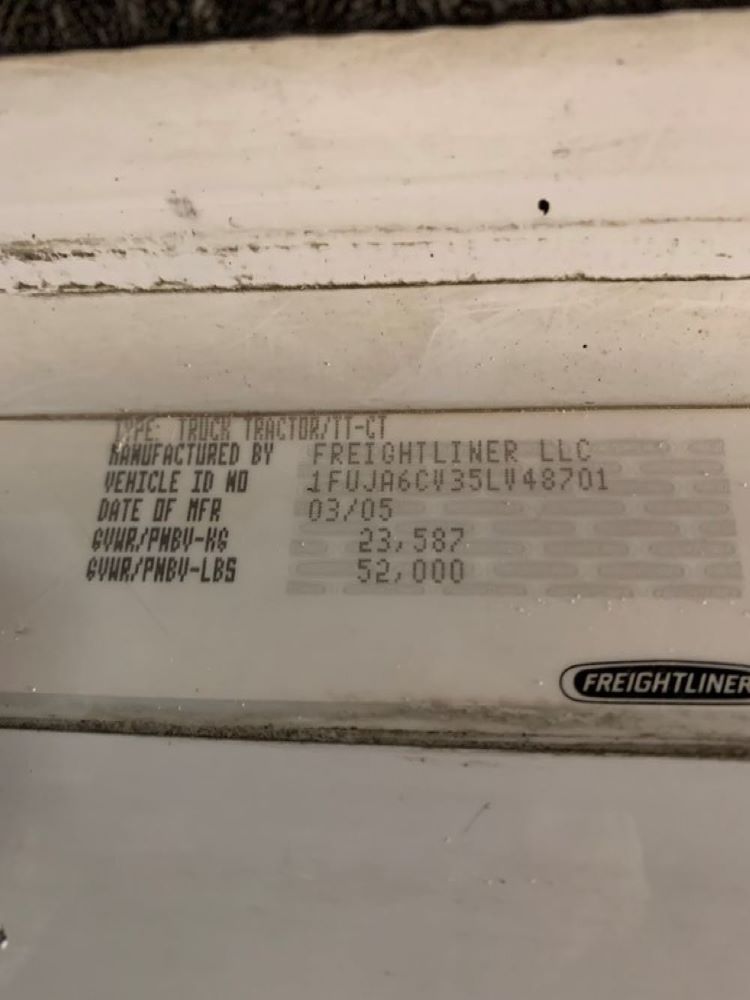 TYPE: TRUCK TRACTOR/TT-CT
MANUFACTURED BY FREIGHTLINER LLC
VEHICLE ID NO 1FUJA6CV35LV48701
DATE OF MFR 03/05
GVWR/PNBV-KG 23,587
GVWR/PNBV-LBS 52,000
FREIGHTLINER